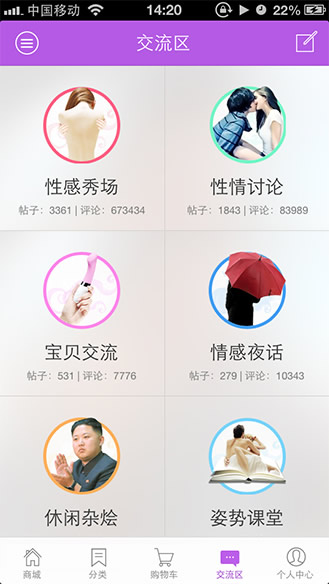 中国移动 14:20 22%
交流区
性感秀场 性情讨论
帖子：3361 | 评论：673434 帖子：1843 | 评论：83989
宝贝交流 情感夜话
帖子：531 | 评论：7776 帖子：279 | 评论：10343
休闲杂烩 姿势课堂
商城 分类 购物车 交流区 个人中心